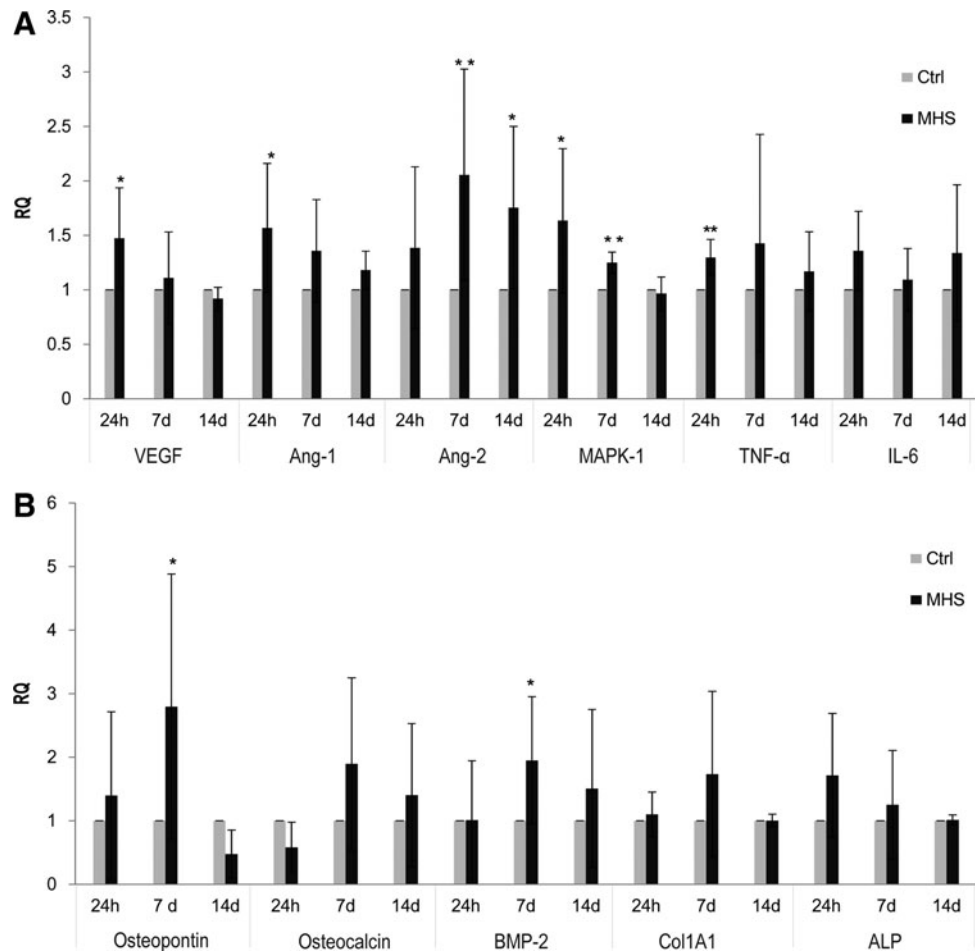 A
3.5
3
2.5
2
1.5
1
0.5
0
RQ
* * * * * * * * * **
Ctrl
MHS
24h 7d 14d 24h 7d 14d 24h 7d 14d 24h 7d 14d 24h 7d 14d 24h 7d 14d
VEGF Ang-1 Ang-2 MAPK-1 TNF-α IL-6
B
6
5
4
3
2
1
0
RQ
* *
Ctrl
MHS
24h 7 d 14d 24h 7d 14d 24h 7d 14d 24h 7d 14d 24h 7d 14d
Osteopontin Osteocalcin BMP-2 Col1A1 ALP